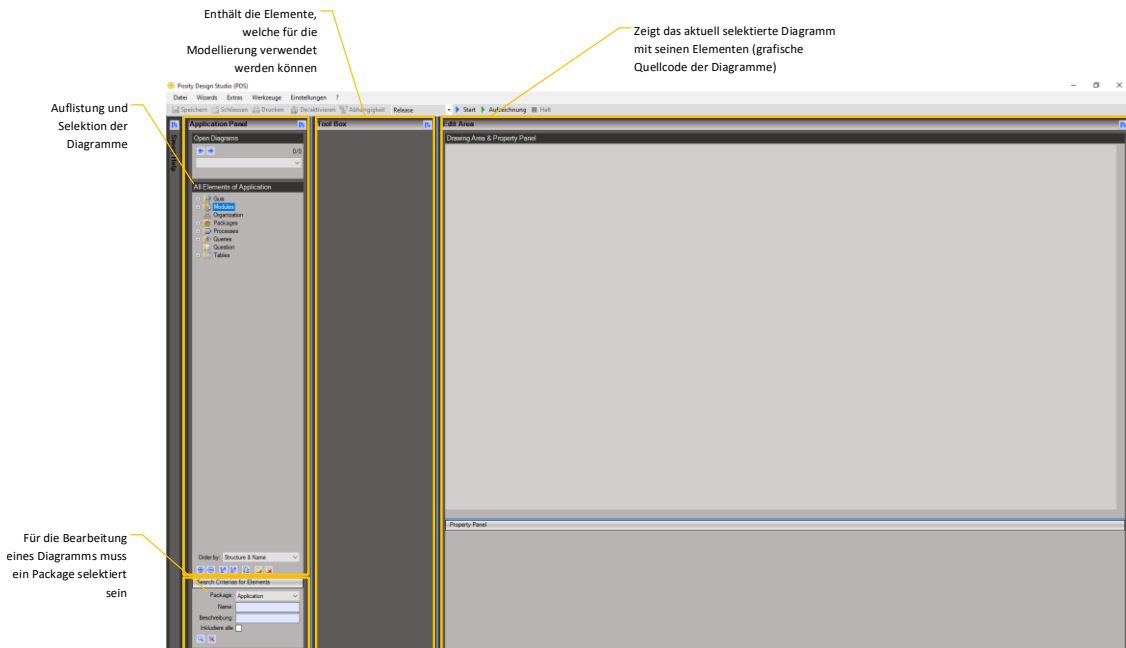 Enthält die Elemente,
welche für die
Modellierung verwendet
werden können
Zeigt das aktuell selektierte Diagramm
mit seinen Elementen (grafische
Quellcode der Diagramme)
Auflistung und
Selektion der
Diagramme
Für die Bearbeitung
eines Diagramms muss
ein Package selektiert
sein
Posity Design Studio (PDS)
Datei Wizards Extras Werkzeuge Einstellungen ?
Speichern Schliessen Drucken De/aktivieren Abhängigkeit Release Start Aufzeichnung Halt
Application Panel
Tool Box
Edit Area
Open Diagrams
Drawing Area & Property Panel
0/0
All Elements of Application
Guis
Modules
Organization
Packages
Processes
Queries
Question
Tables
Property Panel
Order by: Structure & Name
Search Criterias for Elements
Package: Application
Name:
Beschreibung:
Inkludiere alle